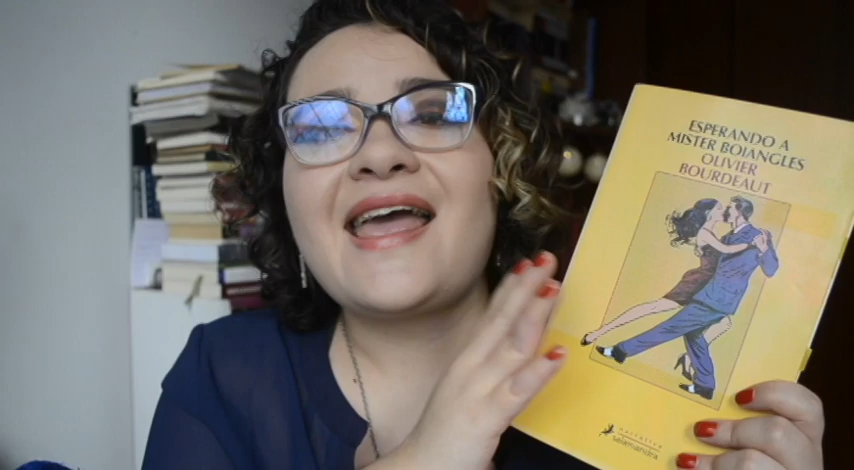 ESPERANDO A
MISTER BOJANGLES
OLIVIER
BOURDEAUT
narrativa
salamandra